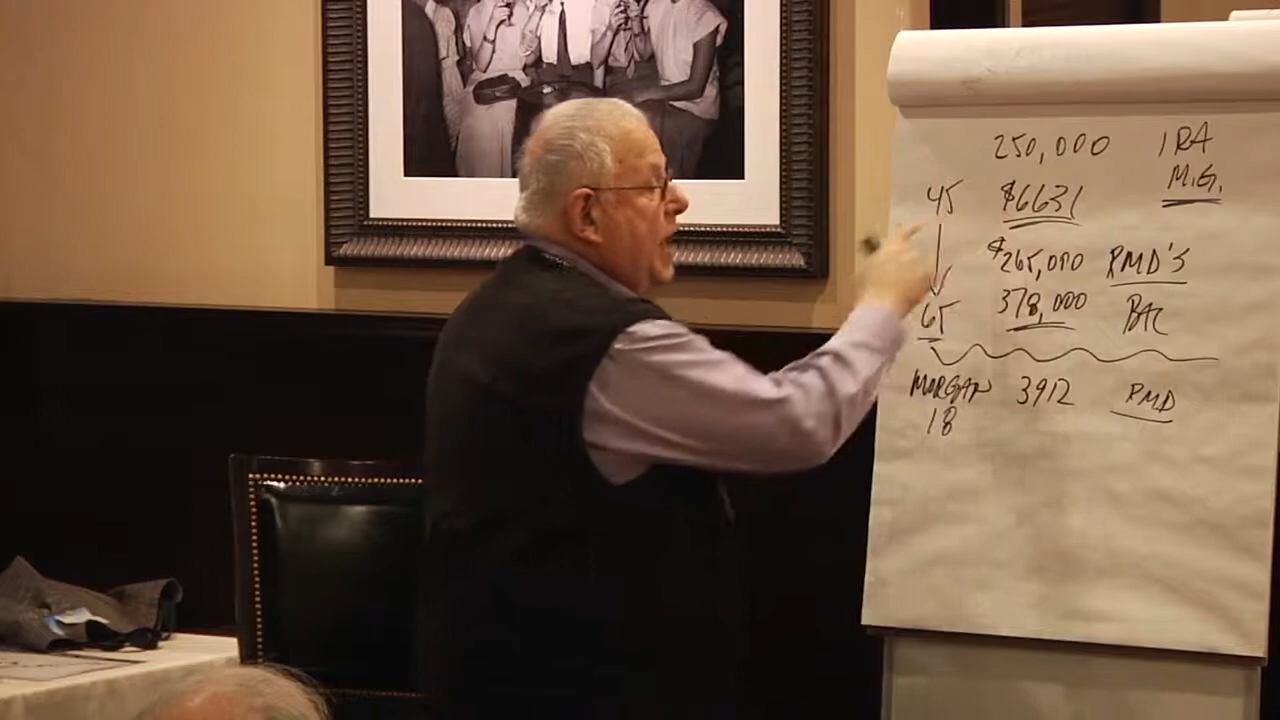 250,000 IRA
M.G.
45 $6631
$265,000 RMD'S
65 378,000 BAL
MORGAN 3912 RMD
18